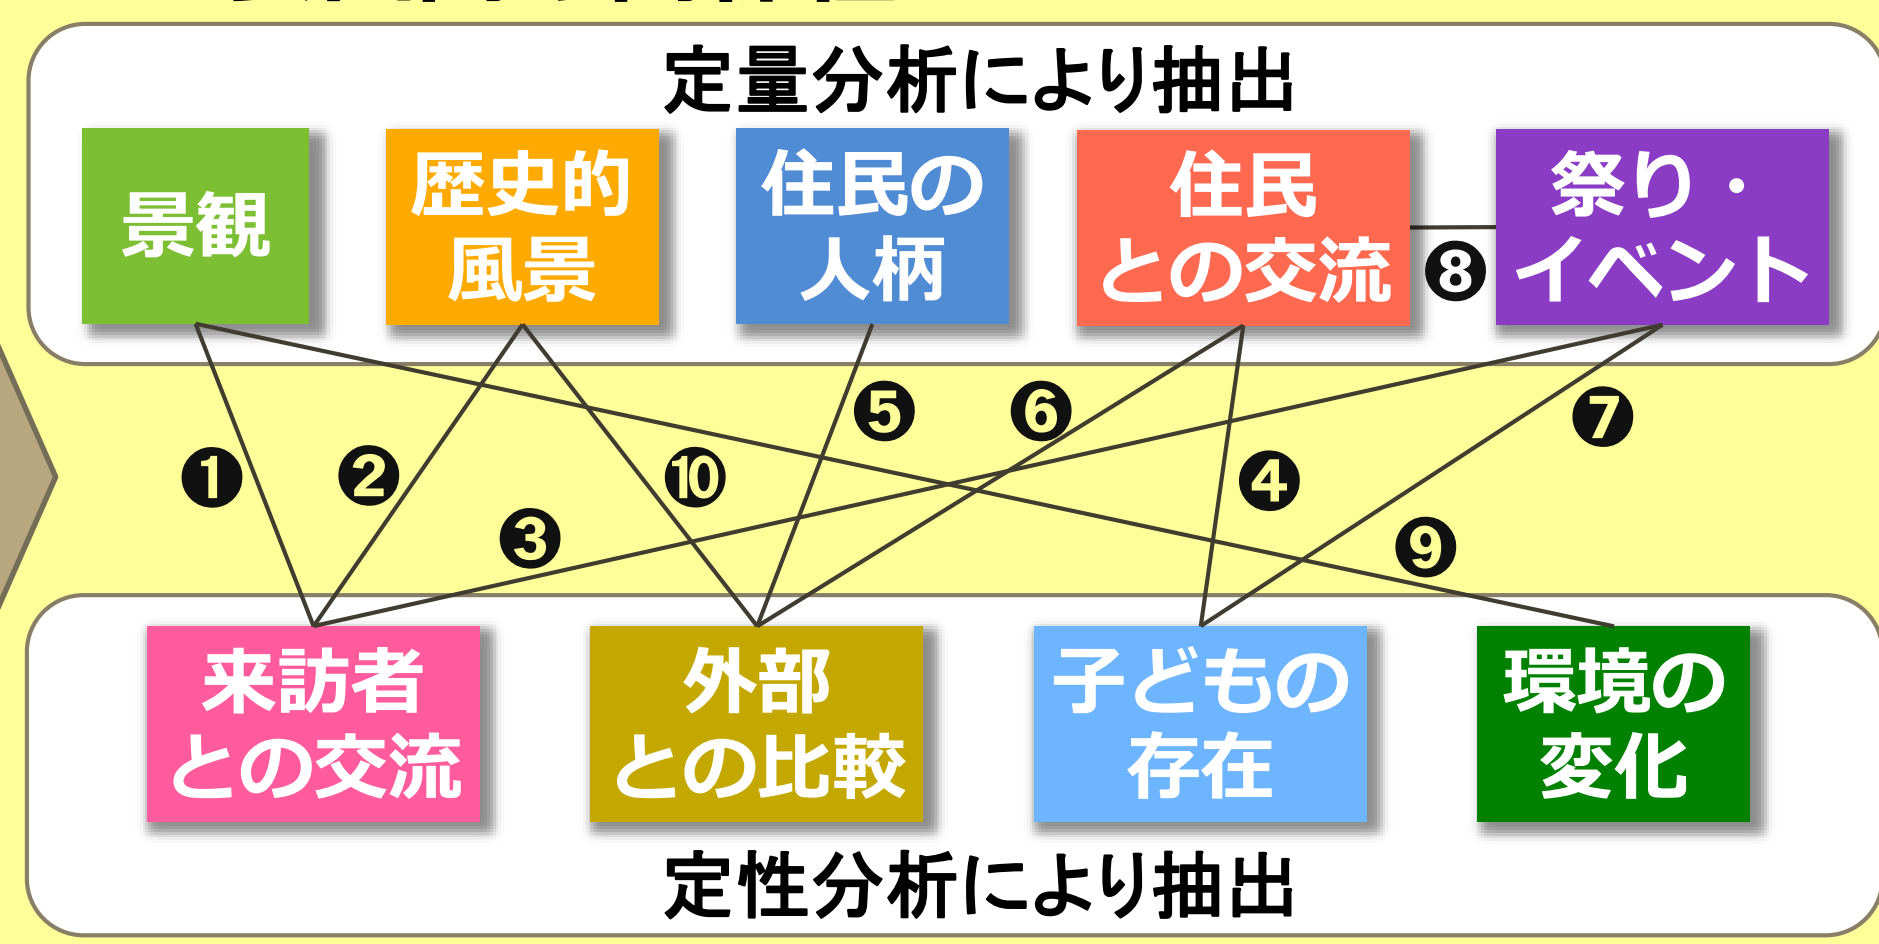 定量分析により抽出
景観
歴史的
風景
住民の
人柄
住民
との交流
祭り・
イベント
❽
❺
❻
❼
❶
❷
❿
❹
❸
❾
来訪者
との交流
外部
との比較
子どもの
存在
環境の
変化
定性分析により抽出